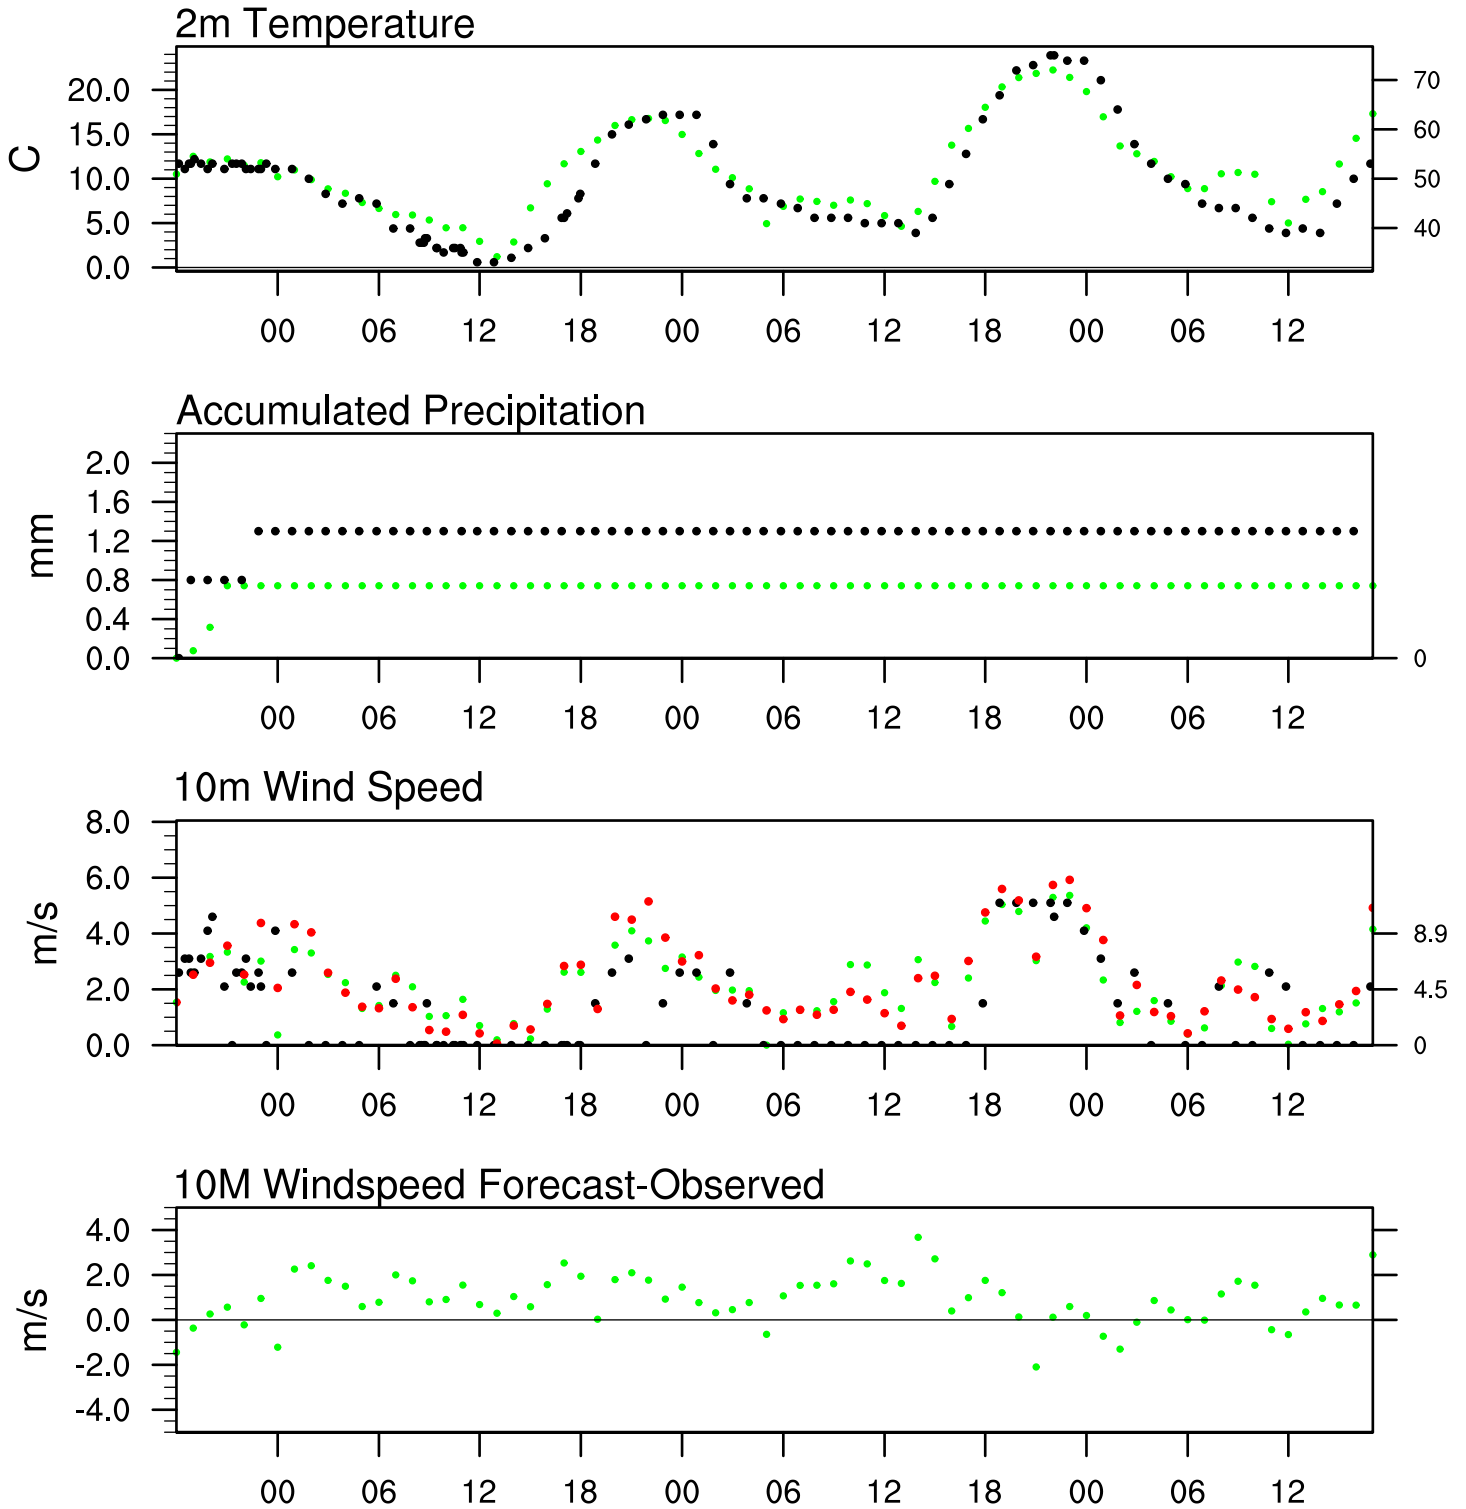 2m Temperature
20.0
15.0
10.0
5.0
0.0
C
70
60
50
40
00 06 12 18 00 06 12 18 00 06 12
Accumulated Precipitation
2.0
1.6
1.2
0.8
0.4
0.0
mm
0
00 06 12 18 00 06 12 18 00 06 12
10m Wind Speed
8.0
6.0
4.0
2.0
0.0
m/s
8.9
4.5
0
00 06 12 18 00 06 12 18 00 06 12
10M Windspeed Forecast-Observed
4.0
2.0
0.0
-2.0
-4.0
m/s
00 06 12 18 00 06 12 18 00 06 12